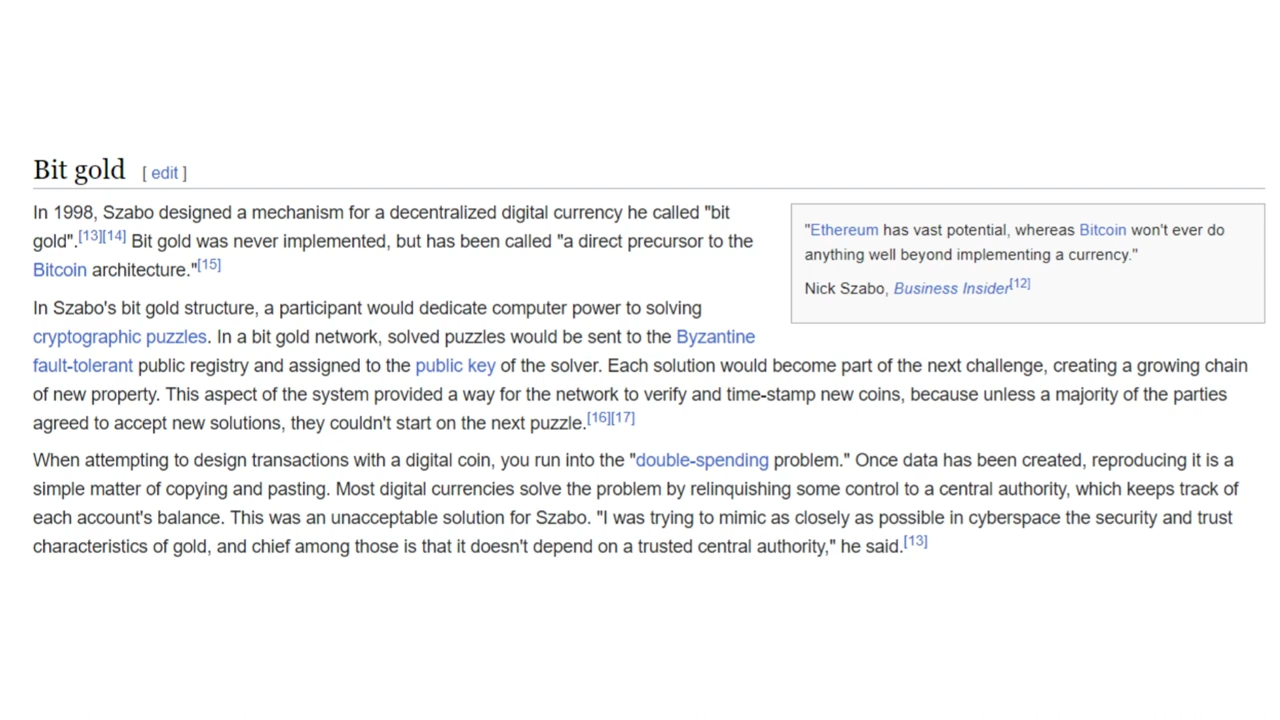 Bit gold [ edit ]
In 1998, Szabo designed a mechanism for a decentralized digital currency he called "bit
gold".[13][14] Bit gold was never implemented, but has been called "a direct precursor to the
Bitcoin architecture."[15]
"Ethereum has vast potential, whereas Bitcoin won't ever do
anything well beyond implementing a currency."
Nick Szabo, Business Insider[12]
In Szabo's bit gold structure, a participant would dedicate computer power to solving
cryptographic puzzles. In a bit gold network, solved puzzles would be sent to the Byzantine
fault-tolerant public registry and assigned to the public key of the solver. Each solution would become part of the next challenge, creating a growing chain
of new property. This aspect of the system provided a way for the network to verify and time-stamp new coins, because unless a majority of the parties
agreed to accept new solutions, they couldn't start on the next puzzle.[16][17]
When attempting to design transactions with a digital coin, you run into the "double-spending problem." Once data has been created, reproducing it is a
simple matter of copying and pasting. Most digital currencies solve the problem by relinquishing some control to a central authority, which keeps track of
each account's balance. This was an unacceptable solution for Szabo. "I was trying to mimic as closely as possible in cyberspace the security and trust
characteristics of gold, and chief among those is that it doesn't depend on a trusted central authority," he said.[13]